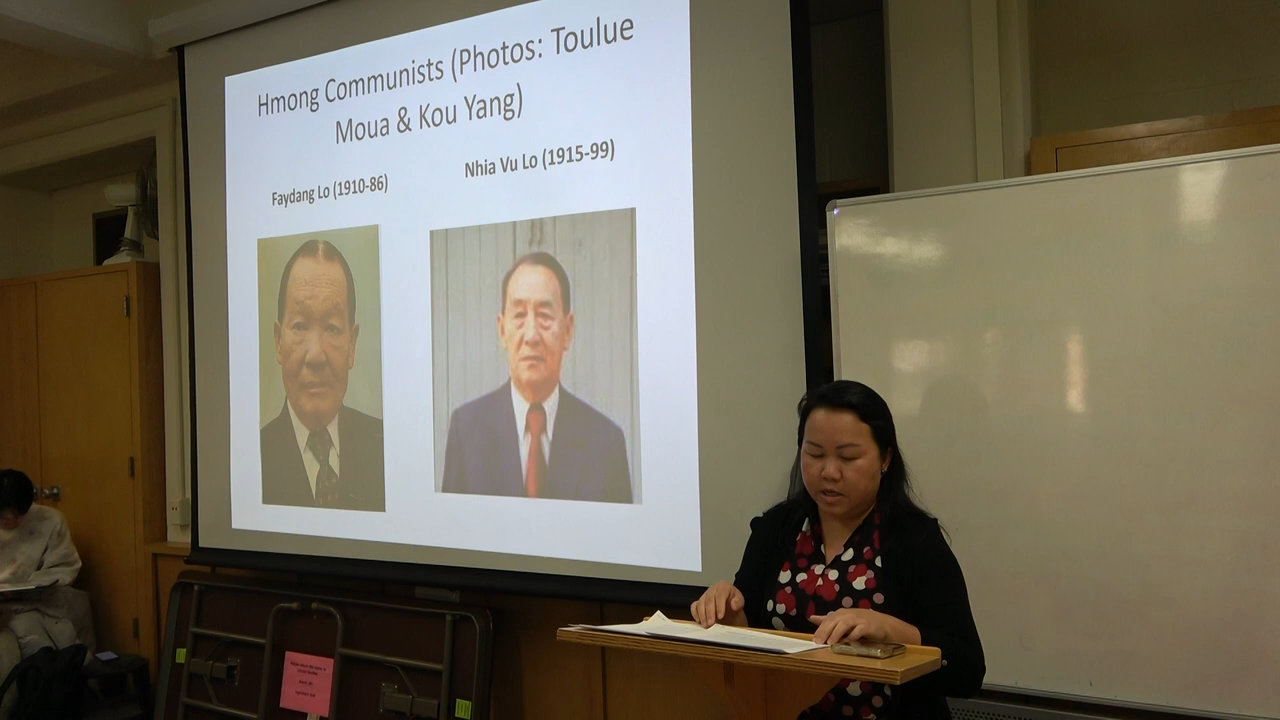 Hmong Communists (Photos: Toulue
Moua & Kou Yang)
Faydang Lo (1910-86)
Nhia Vu Lo (1915-99)